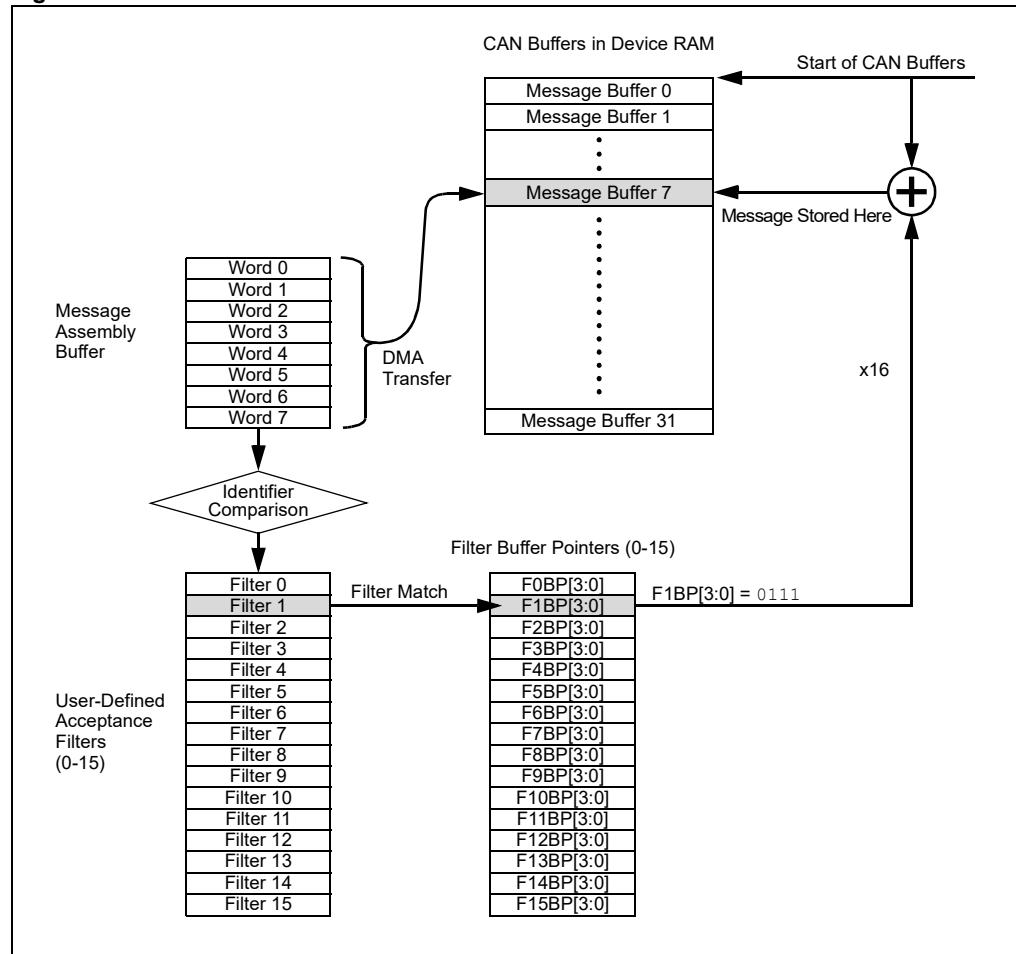 CAN Buffers in Device RAM
Start of CAN Buffers
Message Buffer 0
Message Buffer 1
Message Buffer 7
Message Stored Here
Message Buffer 31
x16
Message
Assembly
Buffer
Word 0
Word 1
Word 2
Word 3
Word 4
Word 5
Word 6
Word 7
DMA
Transfer
Identifier
Comparison
User-Defined
Acceptance
Filters
(0-15)
Filter 0
Filter 1
Filter 2
Filter 3
Filter 4
Filter 5
Filter 6
Filter 7
Filter 8
Filter 9
Filter 10
Filter 11
Filter 12
Filter 13
Filter 14
Filter 15
Filter Match
Filter Buffer Pointers (0-15)
F0BP[3:0]
F1BP[3:0]
F2BP[3:0]
F3BP[3:0]
F4BP[3:0]
F5BP[3:0]
F6BP[3:0]
F7BP[3:0]
F8BP[3:0]
F9BP[3:0]
F10BP[3:0]
F11BP[3:0]
F12BP[3:0]
F13BP[3:0]
F14BP[3:0]
F15BP[3:0]
F1BP[3:0] = 0111